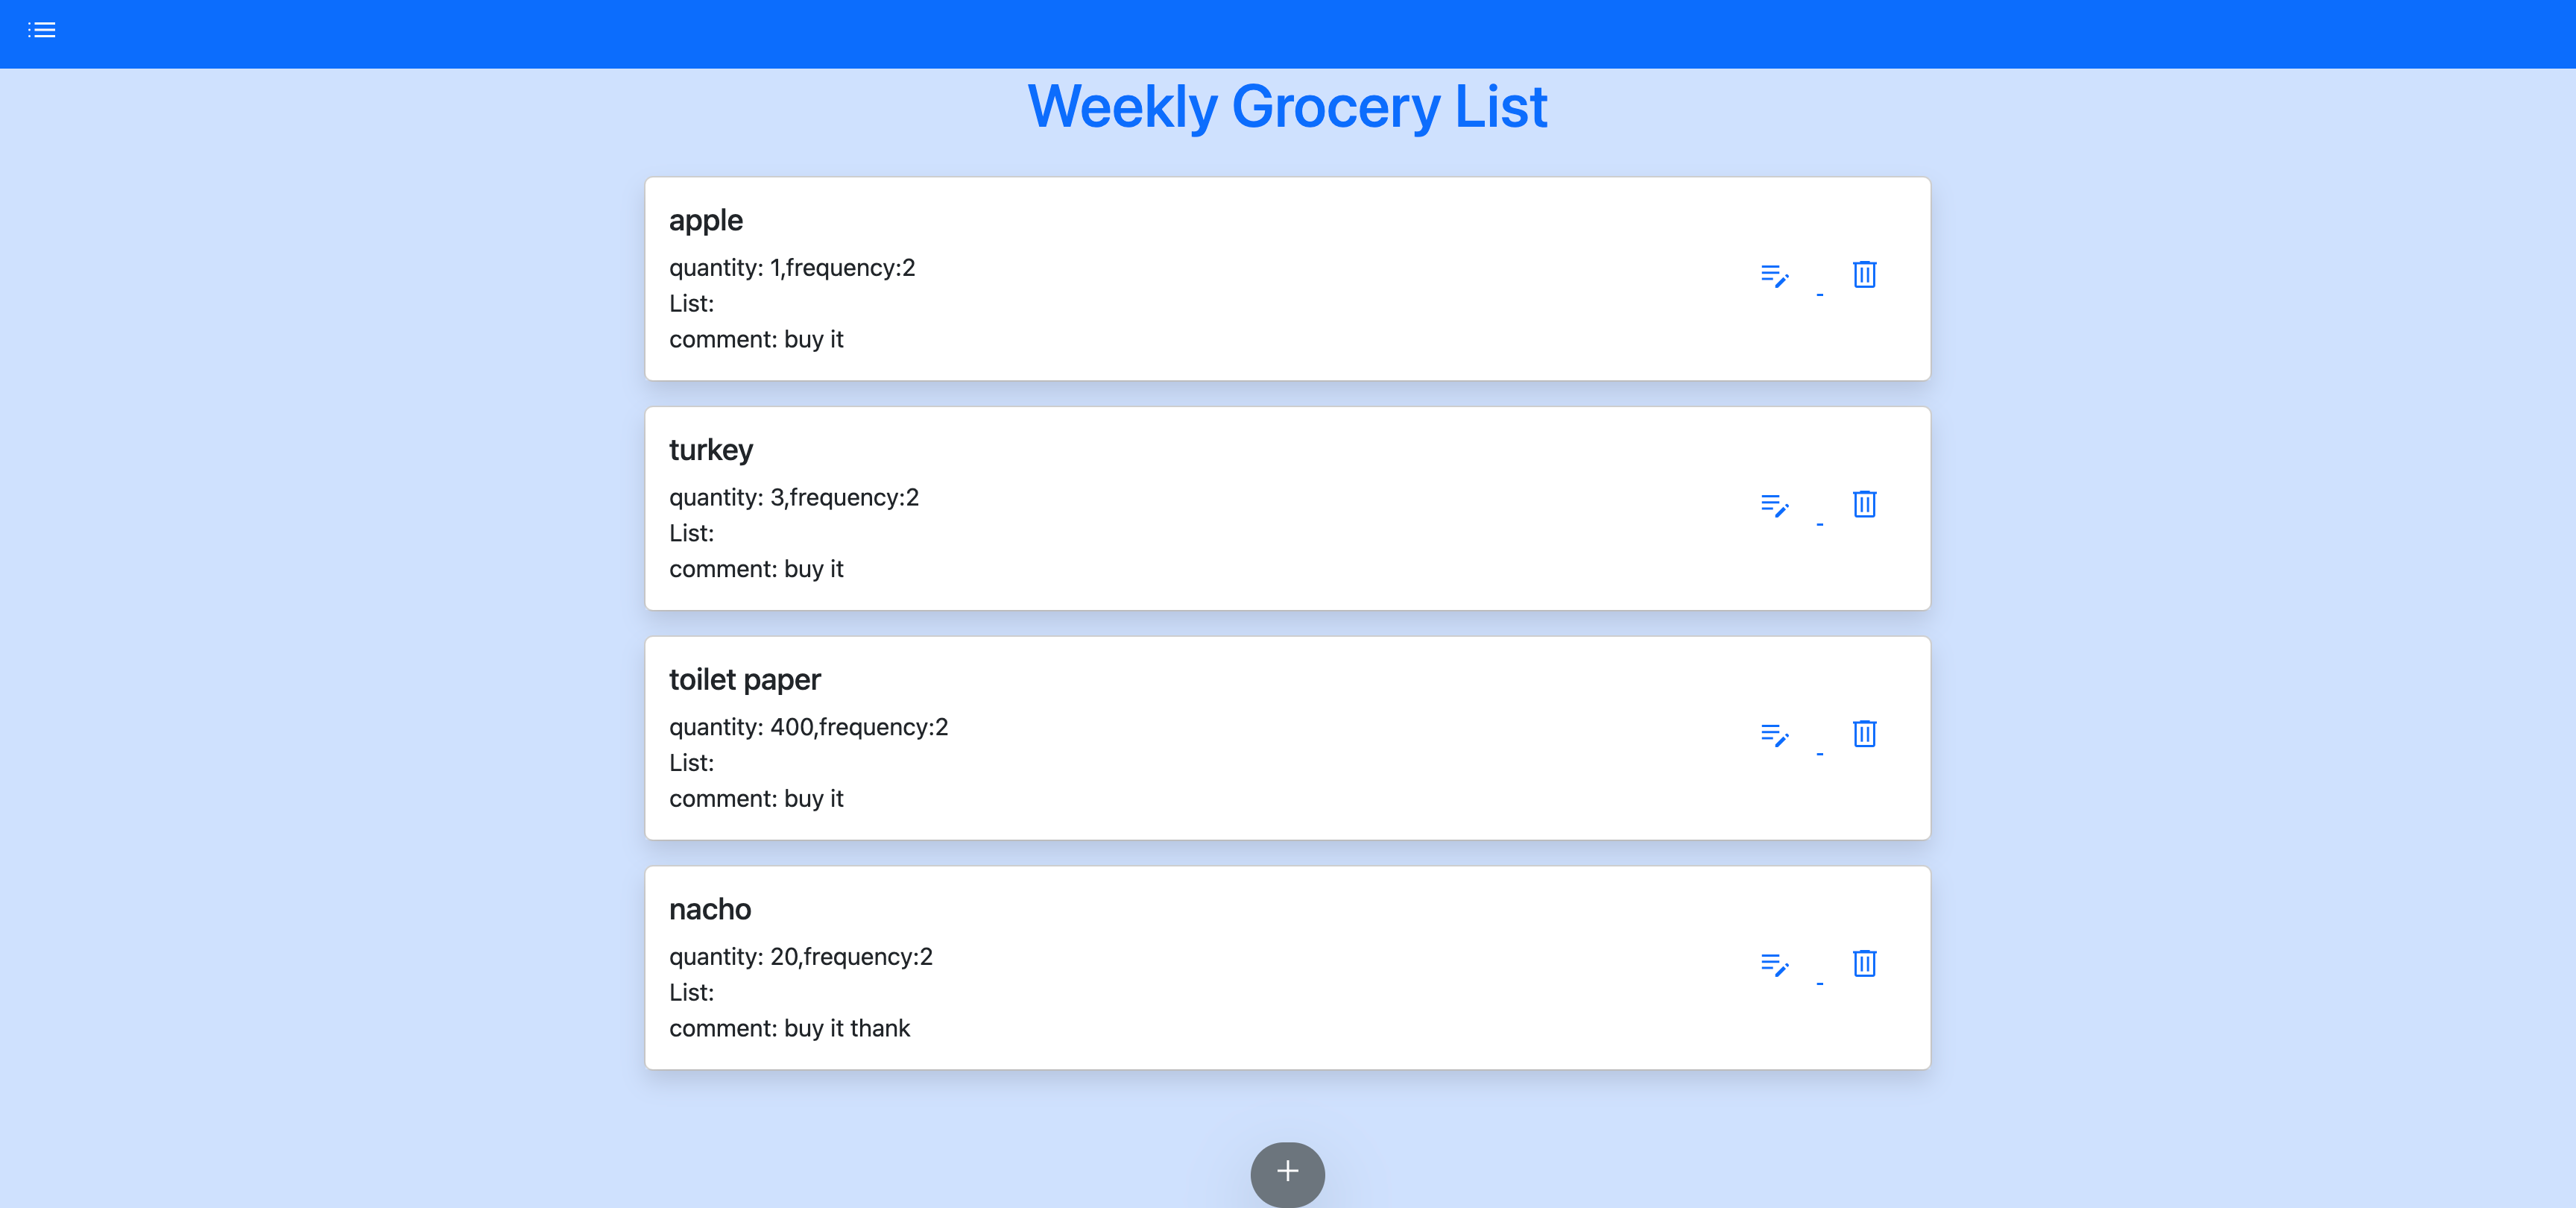 Weekly Grocery List
apple
quantity: 1,frequency:2
List:
comment: buy it
turkey
quantity: 3,frequency:2
List:
comment: buy it
toilet paper
quantity: 400,frequency:2
List:
comment: buy it
nacho
quantity: 20,frequency:2
List:
comment: buy it thank